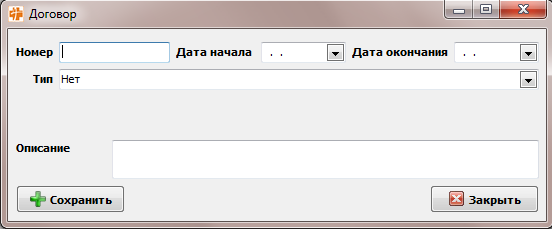 Договор
Номер Дата начала . . Дата окончания . .
Тип Нет
Описание
Сохранить Закрыть